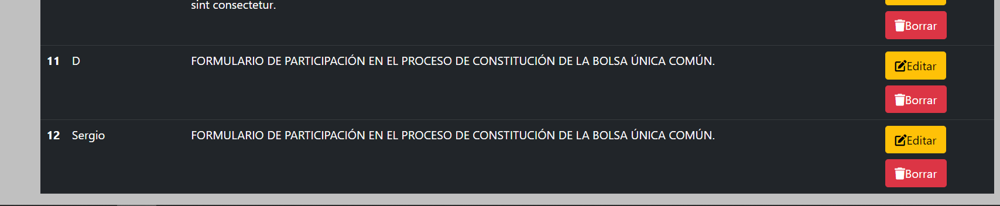 sint consectetur.
Borrar
11 D FORMULARIO DE PARTICIPACIÓN EN EL PROCESO DE CONSTITUCIÓN DE LA BOLSA ÚNICA COMÚN. Editar
Borrar
12 Sergio FORMULARIO DE PARTICIPACIÓN EN EL PROCESO DE CONSTITUCIÓN DE LA BOLSA ÚNICA COMÚN. Editar
Borrar